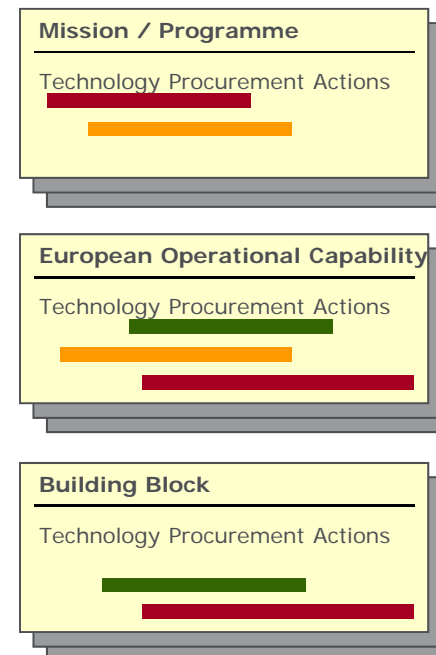 Mission / Programme
Technology Procurement Actions
European Operational Capability
Technology Procurement Actions
Building Block
Technology Procurement Actions